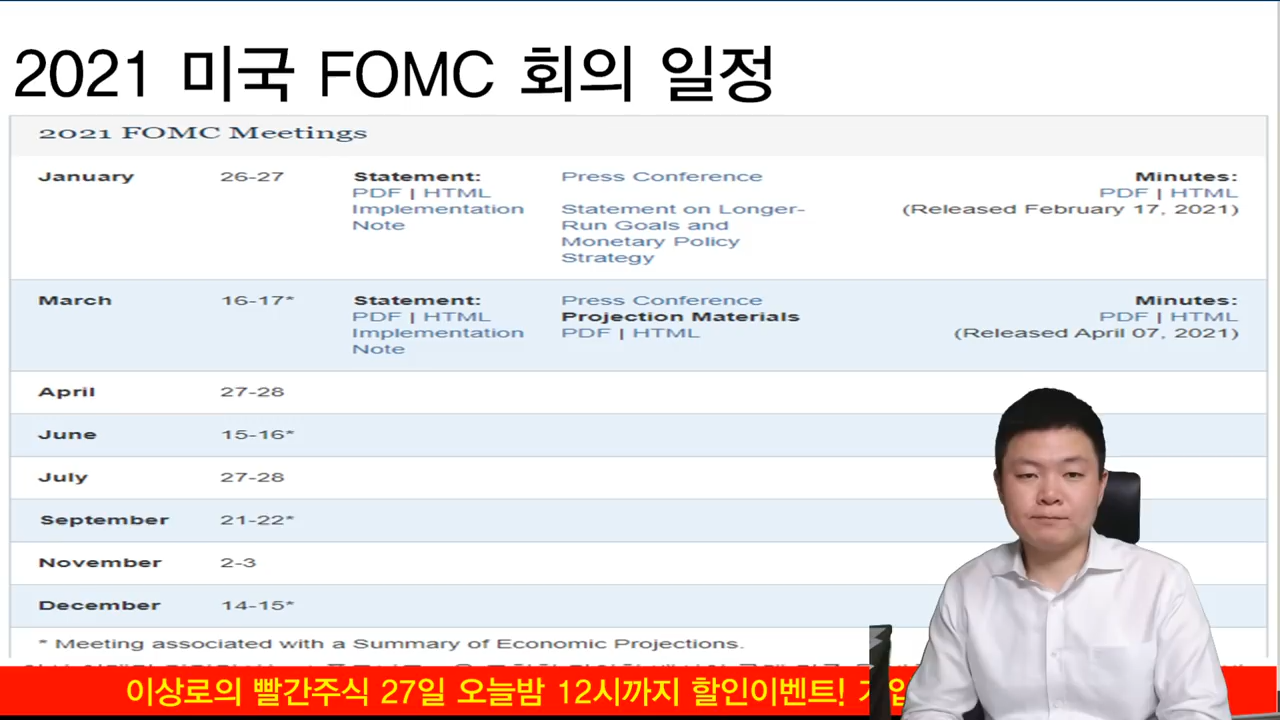 2021 미국 FOMC 회의 일정
2021 FOMC Meetings
January 26-27 Statement: Press Conference Minutes:
PDF | HTML PDF | HTML
Implementation Statement on Longer- (Released February 17, 2021)
Note Run Goals and
Monetary Policy
Strategy
March 16-17* Statement: Press Conference Minutes:
PDF | HTML Projection Materials PDF | HTML
Implementation PDF | HTML (Released April 07, 2021)
Note
April 27-28
June 15-16*
July 27-28
September 21-22*
November 2-3
December 14-15*
* Meeting associated with a Summary of Economic Projections.
이상로의 빨간주식 27일 오늘밤 12시까지 할인이벤트!